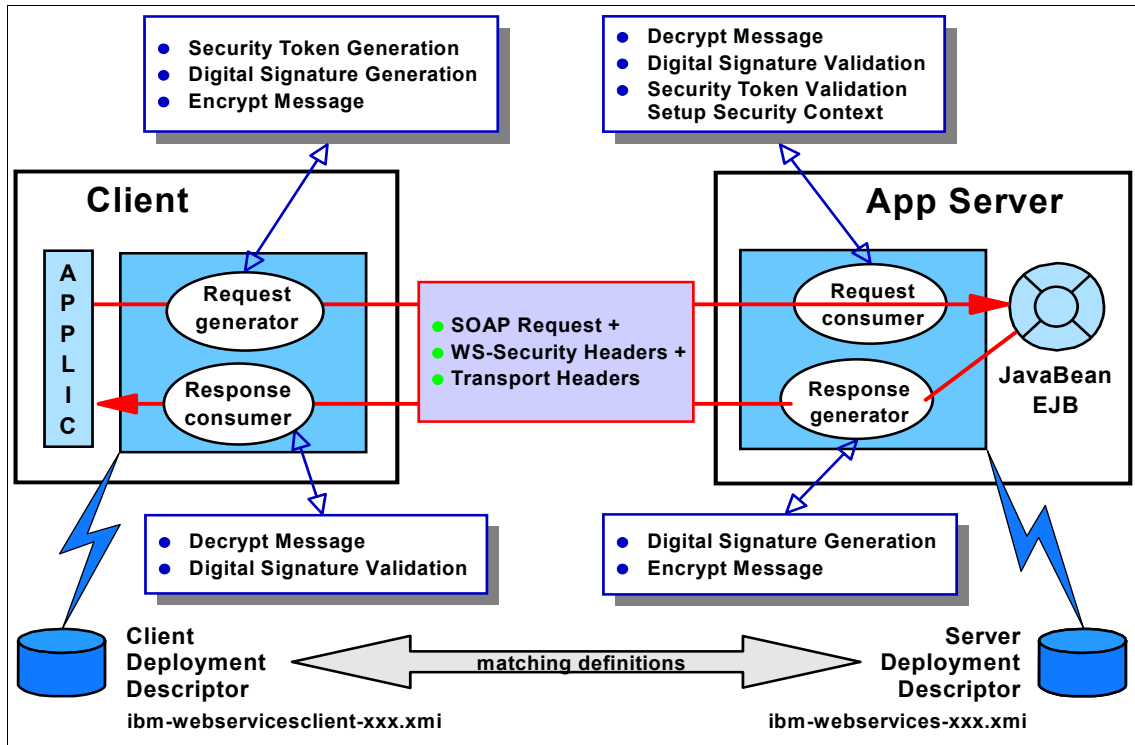 Security Token Generation
Digital Signature Generation
Encrypt Message
Decrypt Message
Digital Signature Validation
Security Token Validation
Setup Security Context
Client
App Server
A
P
P
L
I
C
Request
generator
Response
consumer
SOAP Request +
WS-Security Headers +
Transport Headers
Request
consumer
Response
generator
JavaBean
EJB
Decrypt Message
Digital Signature Validation
Digital Signature Generation
Encrypt Message
Client
Deployment
Descriptor
ibm-webservicesclient-xxx.xmi
matching definitions
Server
Deployment
Descriptor
ibm-webservices-xxx.xmi